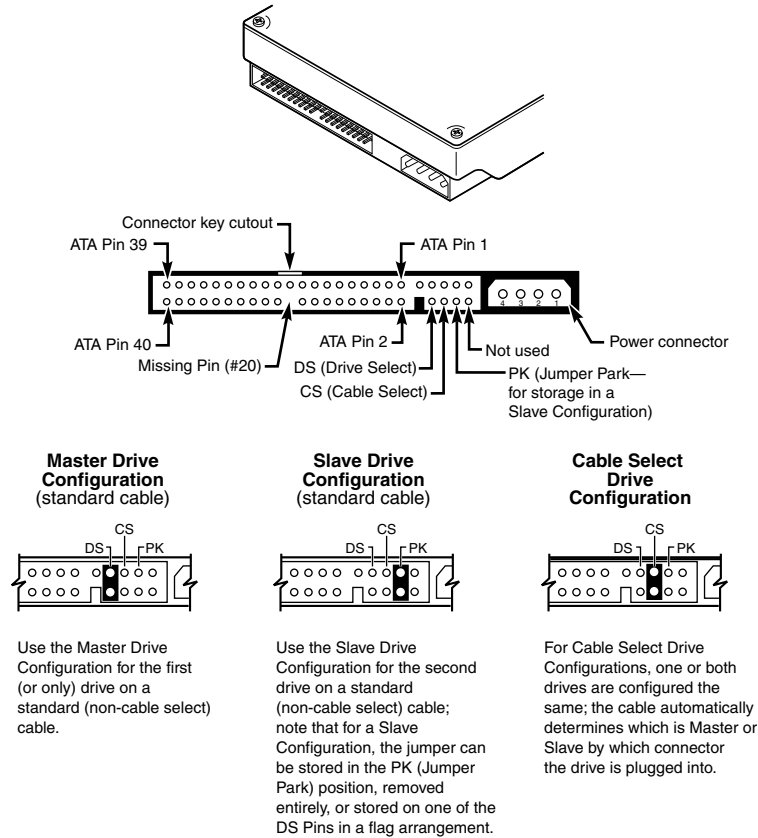 Connector key cutout
ATA Pin 39
ATA Pin 1
4 3 2 1
ATA Pin 40
Missing Pin (#20)
ATA Pin 2
DS (Drive Select)
CS (Cable Select)
Not used
PK (Jumper Park—
for storage in a
Slave Configuration)
Power connector
Master Drive
Configuration
(standard cable)
CS
DS
PK
Use the Master Drive
Configuration for the first
(or only) drive on a
standard (non-cable select)
cable.
Slave Drive
Configuration
(standard cable)
CS
DS
PK
Use the Slave Drive
Configuration for the second
drive on a standard
(non-cable select) cable;
note that for a Slave
Configuration, the jumper can
be stored in the PK (Jumper
Park) position, removed
entirely, or stored on one of the
DS Pins in a flag arrangement.
Cable Select
Drive
Configuration
CS
DS
PK
For Cable Select Drive
Configurations, one or both
drives are configured the
same; the cable automatically
determines which is Master or
Slave by which connector
the drive is plugged into.